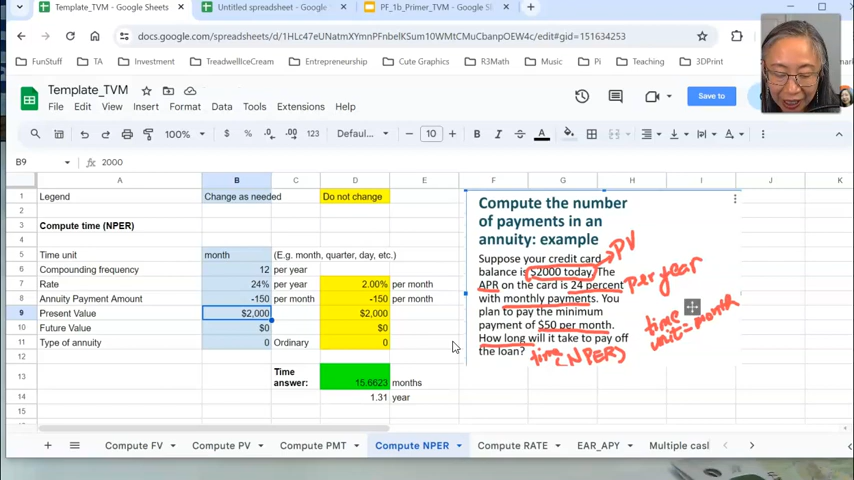 Template_TVM - Google Sheets
Untitled spreadsheet - Google
PF_1b_Primer_TVM - Google Sl
docs.google.com/spreadsheets/d/1HLc47eUNatmXYmnPFnbelKSum10WMtCMuCbanpOEW4c/edit#gid=151634253
FunStuff TA Investment TreadwellIceCream Entrepreneurship Cute Graphics R3Math Music PoliSci Teaching 3DPrint
Template_TVM
File Edit View Insert Format Data Tools Extensions Help
Save to
100% $ % .0 .00 123 Defaul... 10 B I A
B9 2000
A B C D E F G H I J K
1 Legend Change as needed Do not change
2
3 Compute time (NPER)
4
5 Time unit month (E.g. month, quarter, day, etc.)
6 Compounding frequency 12 per year
7 Rate 24% per year 2.00% per month
8 Annuity Payment Amount -150 per month -150 per month
9 Present Value $2,000 $2,000
10 Future Value $0 $0
11 Type of annuity 0 Ordinary 0
12
13 Time answer: 15.6623 months
14 1.31 year
15
Compute the number
of payments in an
annuity: example
Suppose your credit card
balance is $2000 today. The
APR on the card is 24 percent
with monthly payments. You
plan to pay the minimum
payment of $50 per month.
How long will it take to pay off
the loan?
PV
per year
time
unit=month
time
(NPER)
Compute FV Compute PV Compute PMT Compute NPER Compute RATE EAR_APY Multiple casl